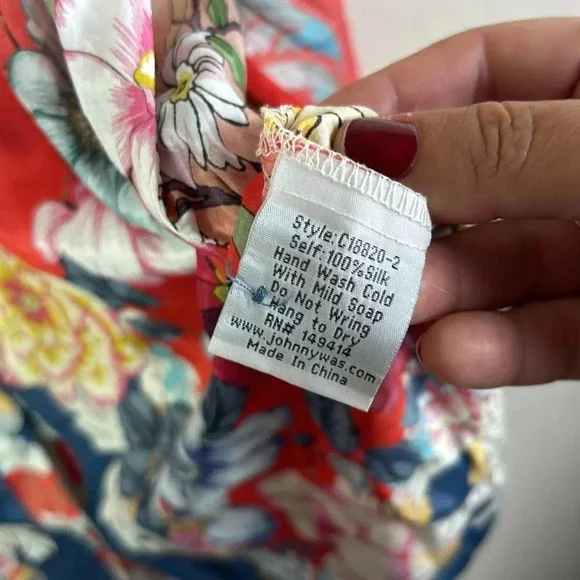 Style:C18820-2
Self:100%Silk
Hand Wash Cold
With Mild Soap
Do Not Wring
Hang to Dry
RN# 149414
www.johnnywas.com
Made In China